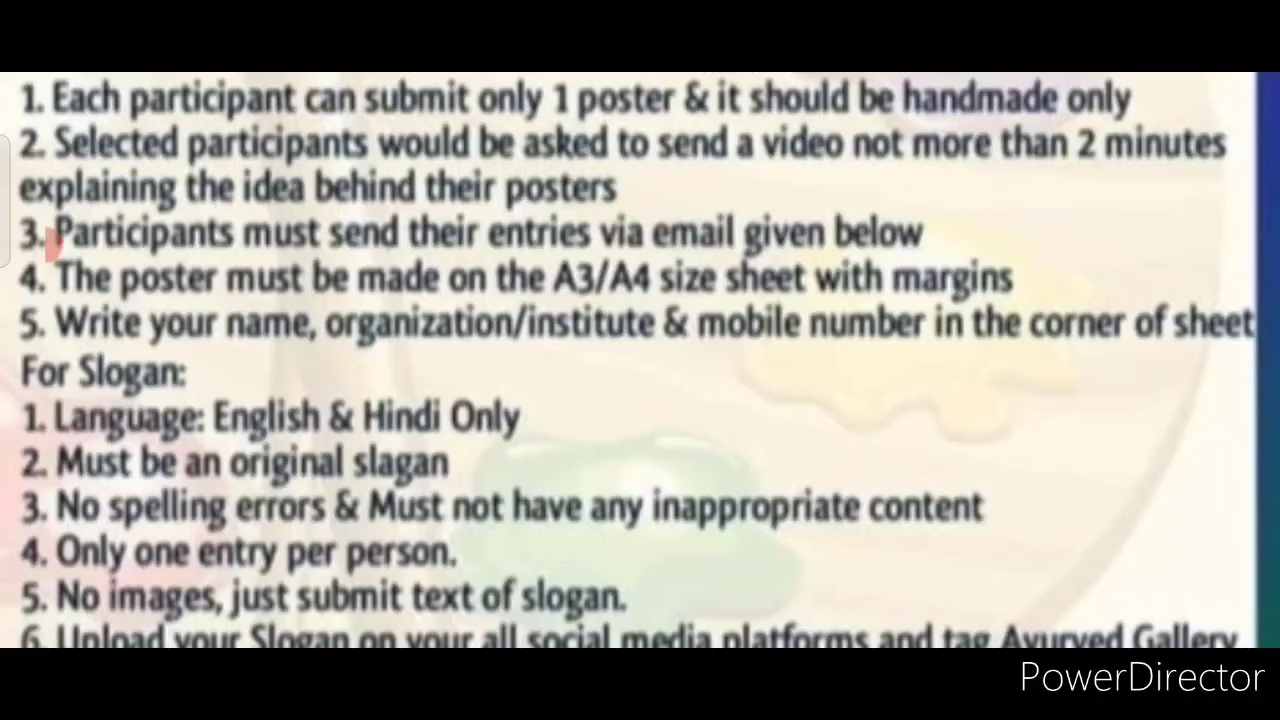 1. Each participant can submit only 1 poster & it should be handmade only
2. Selected participants would be asked to send a video not more than 2 minutes
explaining the idea behind their posters
3. Participants must send their entries via email given below
4. The poster must be made on the A3/A4 size sheet with margins
5. Write your name, organization/institute & mobile number in the corner of sheet
For Slogan:
1. Language: English & Hindi Only
2. Must be an original slagan
3. No spelling errors & Must not have any inappropriate content
4. Only one entry per person.
5. No images, just submit text of slogan.
6. Upload your Slogan on your all social media platforms and tag Ayurved Gallery
PowerDirector